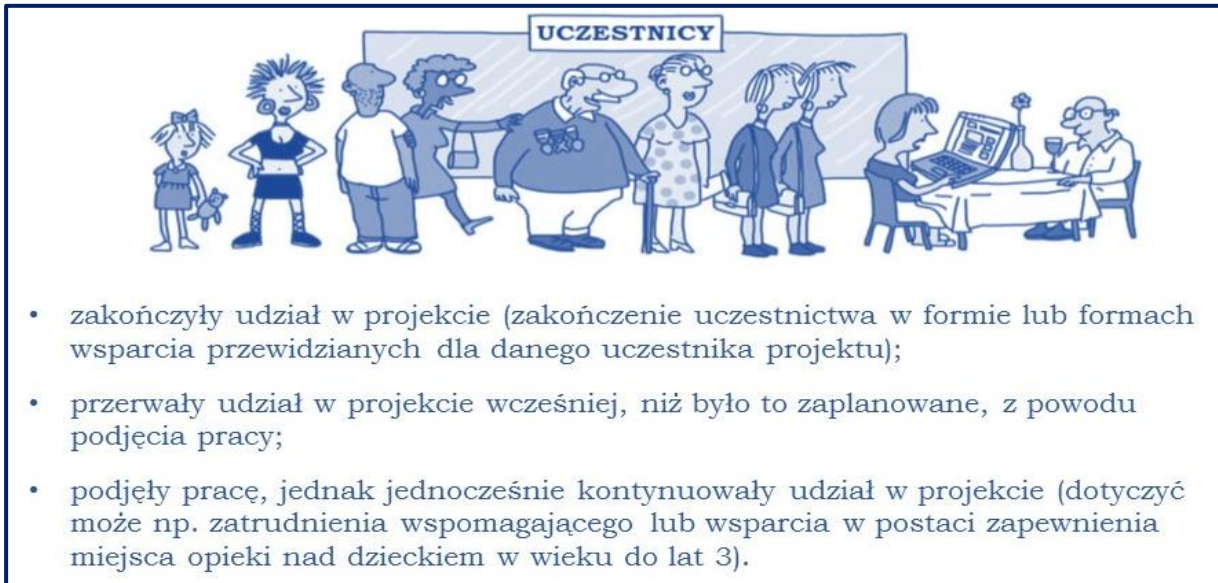 UCZESTNICY
• zakończyły udział w projekcie (zakończenie uczestnictwa w formie lub formach
wsparcia przewidzianych dla danego uczestnika projektu);
• przerwały udział w projekcie wcześniej, niż było to zaplanowane, z powodu
podjęcia pracy;
• podjęły pracę, jednak jednocześnie kontynuowały udział w projekcie (dotyczyć
może np. zatrudnienia wspomagającego lub wsparcia w postaci zapewnienia
miejsca opieki nad dzieckiem w wieku do lat 3).